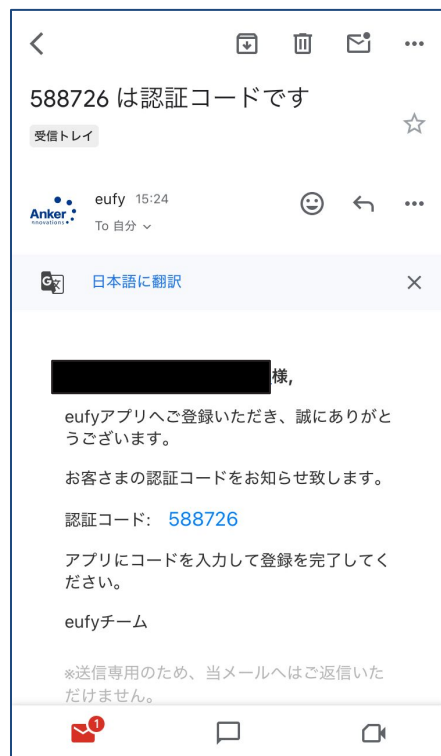 588726 は認証コードです
受信トレイ
eufy 15:24
Anker
Innovations
To 自分
日本語に翻訳
様,
eufyアプリへご登録いただき、誠にありがと
うございます。
お客さまの認証コードをお知らせ致します。
認証コード: 588726
アプリにコードを入力して登録を完了してく
ださい。
eufyチーム
※送信専用のため、当メールへはご返信いた
だけません。
1